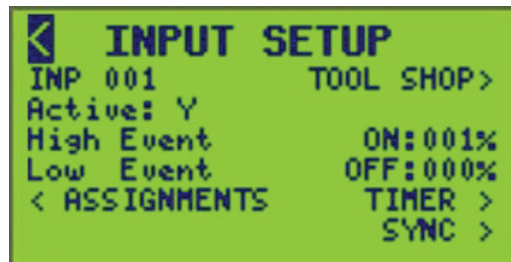 < INPUT SETUP
INP 001 TOOL SHOP>
Active: Y
High Event ON:001%
Low Event OFF:000%
< ASSIGNMENTS TIMER >
SYNC >